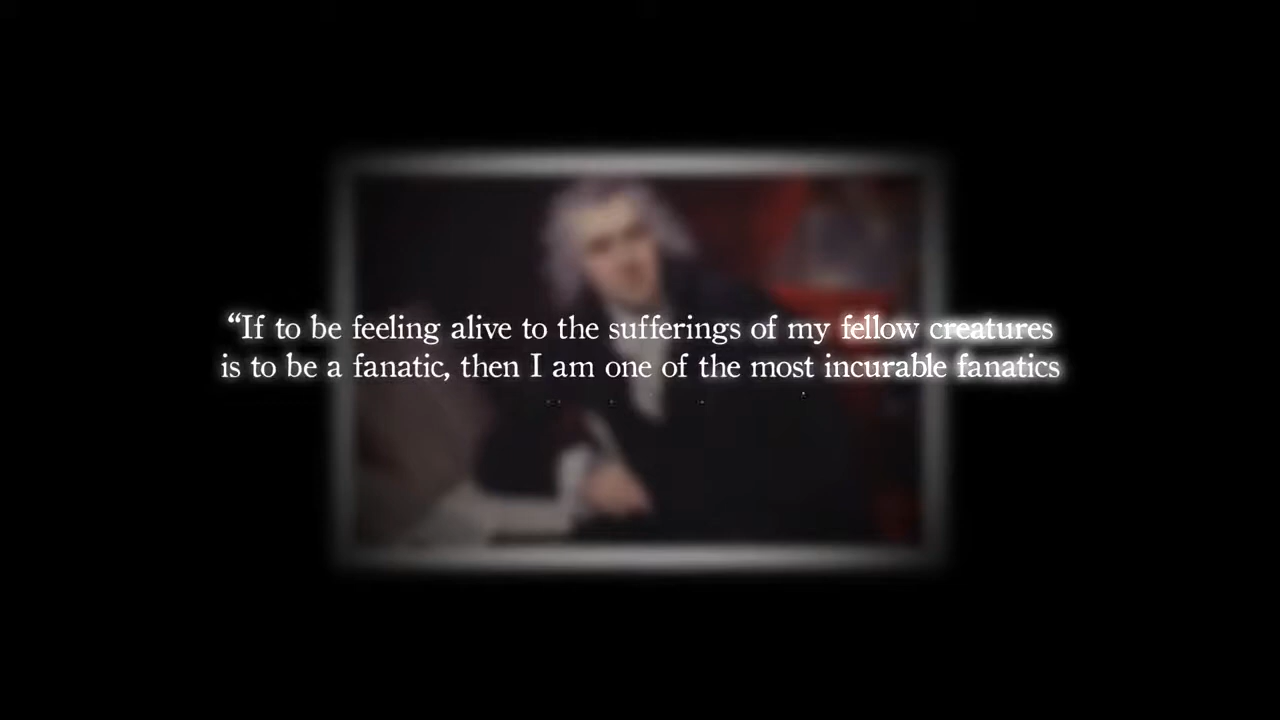 “If to be feeling alive to the sufferings of my fellow creatures
is to be a fanatic, then I am one of the most incurable fanatics